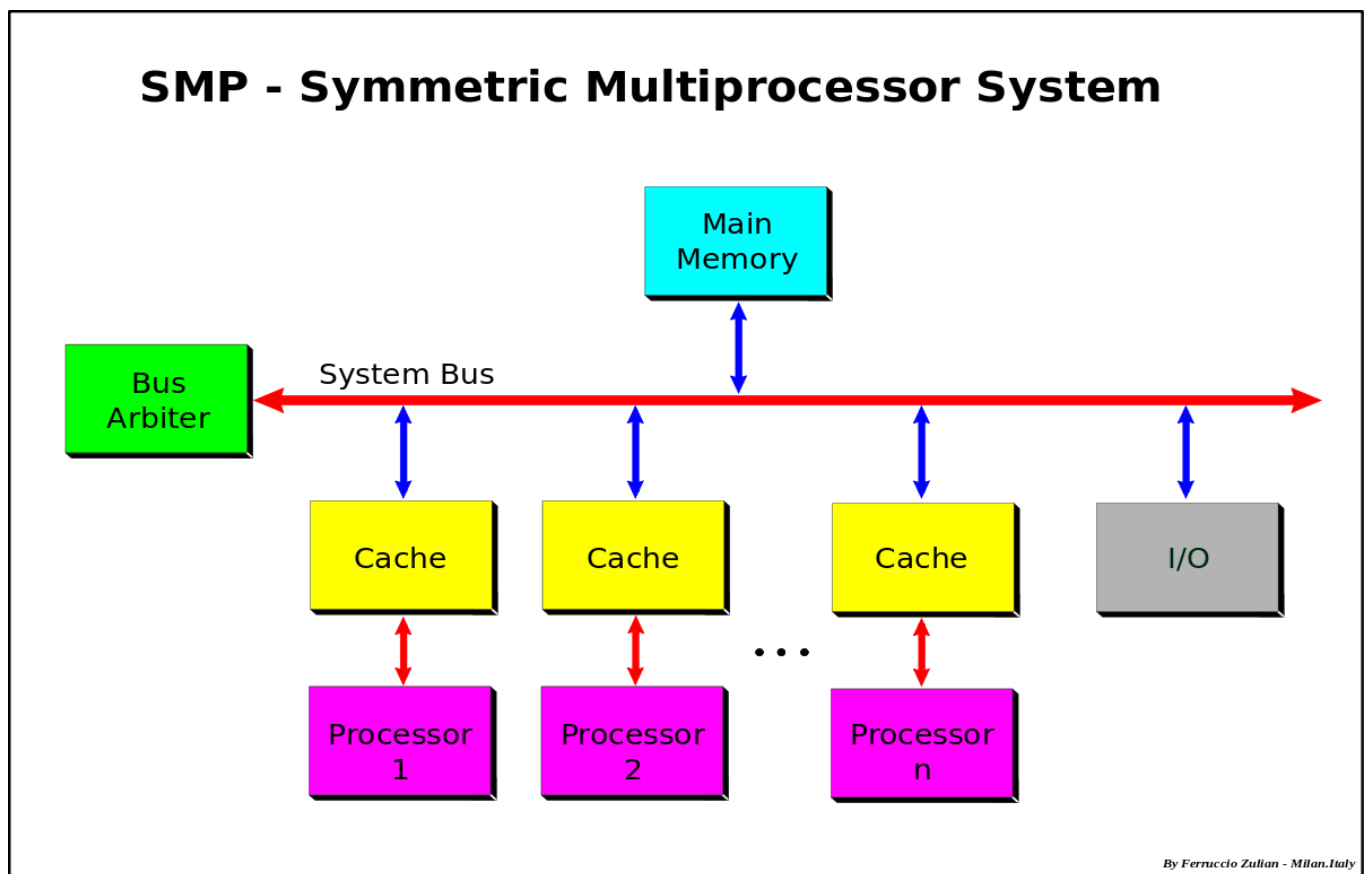 SMP - Symmetric Multiprocessor System
Main
Memory
Bus
Arbiter
System Bus
Cache
Cache
Cache
I/O
...
Processor
1
Processor
2
Processor
n
By Ferruccio Zulian - Milan.Italy